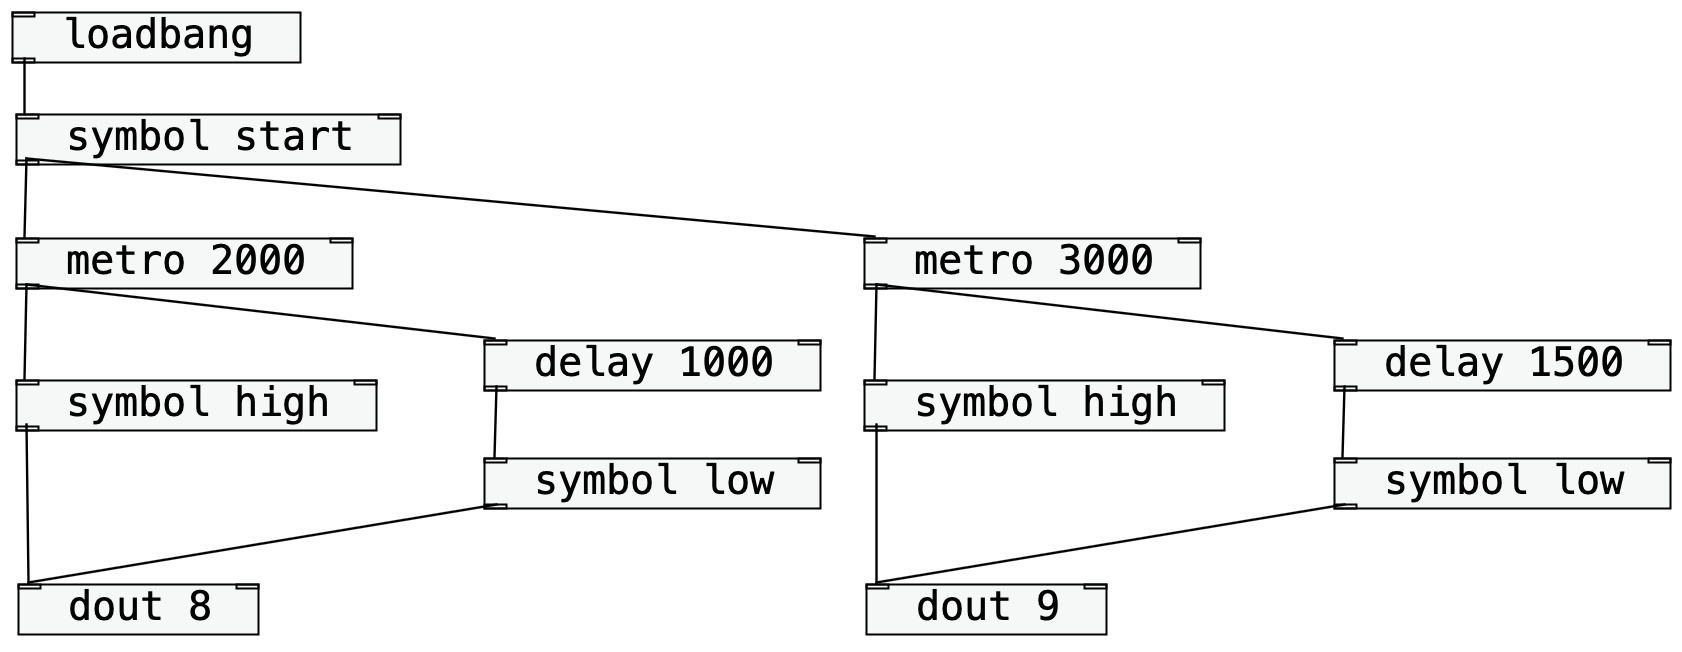 loadbang
symbol start
metro 2000
metro 3000
delay 1000
delay 1500
symbol high
symbol high
symbol low
symbol low
dout 8
dout 9